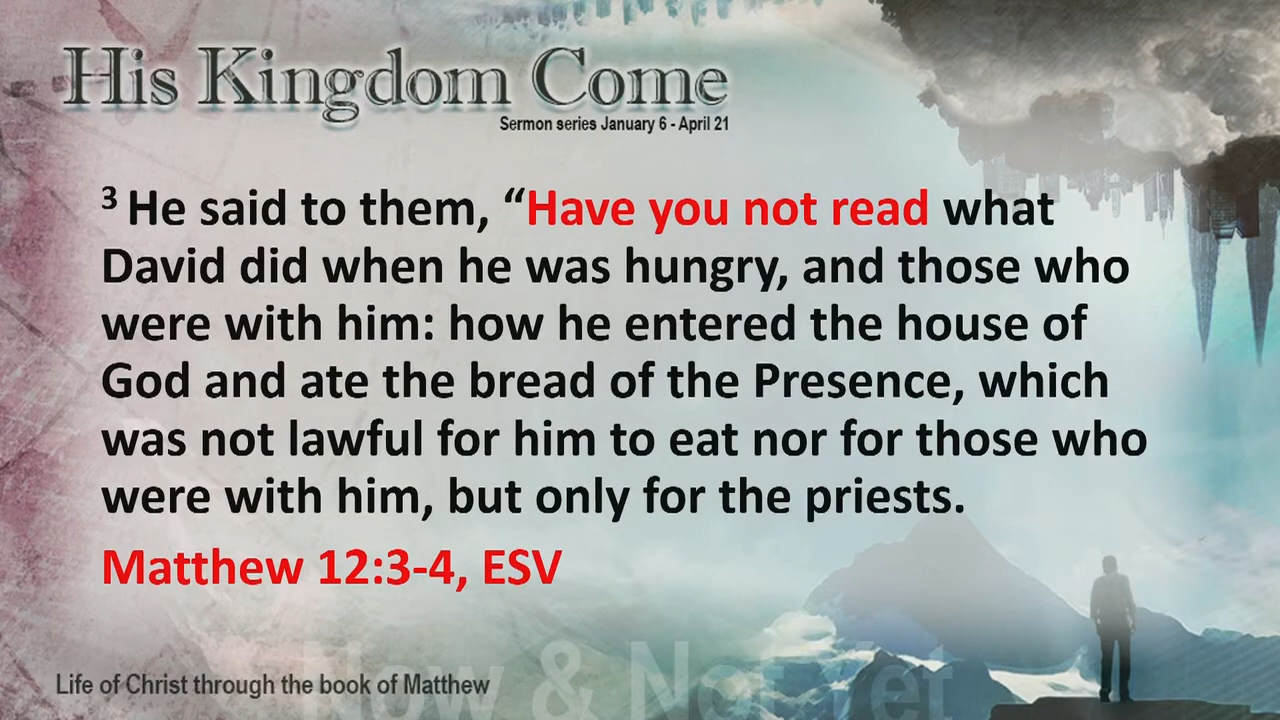 His Kingdom Come
Sermon series January 6 - April 21
3 He said to them, “Have you not read what
David did when he was hungry, and those who
were with him: how he entered the house of
God and ate the bread of the Presence, which
was not lawful for him to eat nor for those who
were with him, but only for the priests.
Matthew 12:3-4, ESV
Now & Not Yet
Life of Christ through the book of Matthew